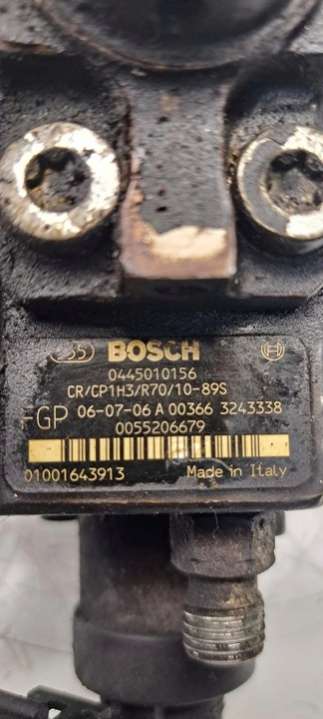 BOSCH
0445010156
CR/CP1H3/R70/10-89S
FGP 06-07-06 A 00366 3243338
0055206679
01001643913 Made in Italy